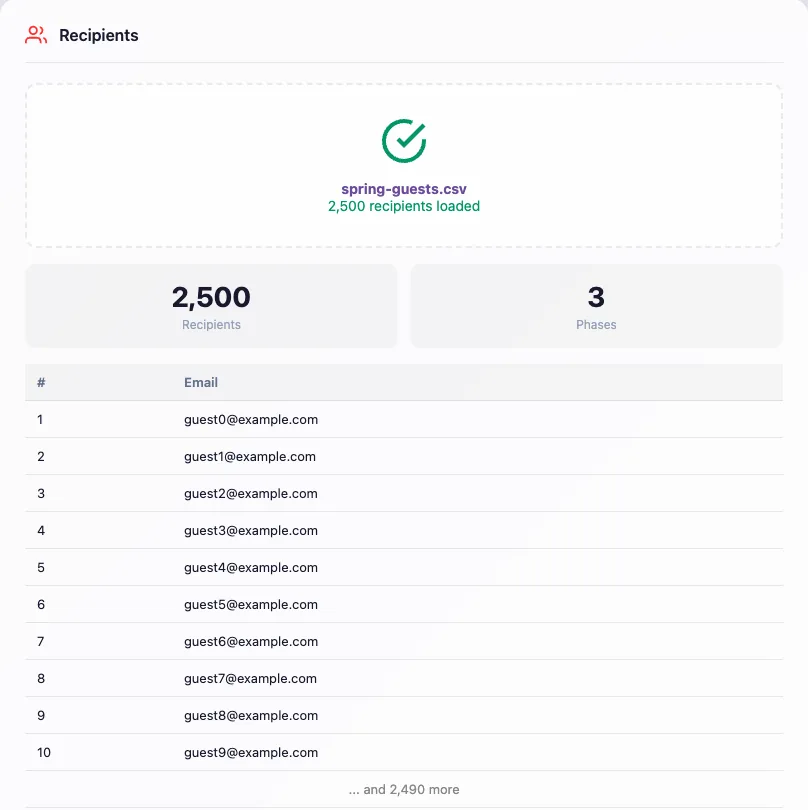 Recipients
spring-guests.csv
2,500 recipients loaded
2,500
Recipients
3
Phases
# Email
1 guest0@example.com
2 guest1@example.com
3 guest2@example.com
4 guest3@example.com
5 guest4@example.com
6 guest5@example.com
7 guest6@example.com
8 guest7@example.com
9 guest8@example.com
10 guest9@example.com
... and 2,490 more